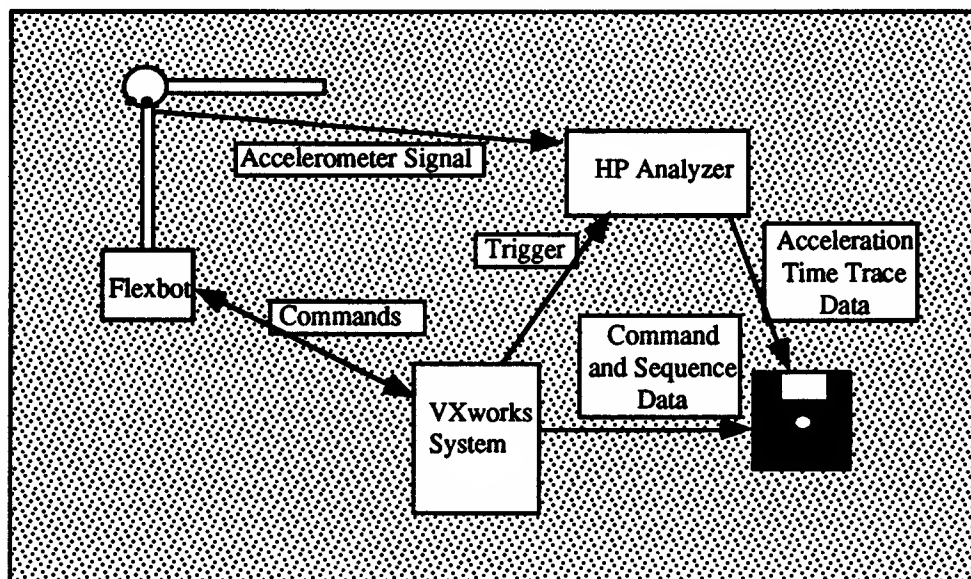 Accelerometer Signal
HP Analyzer
Trigger
Acceleration
Time Trace
Data
Flexbot
Commands
Command
and Sequence
Data
VXworks
System